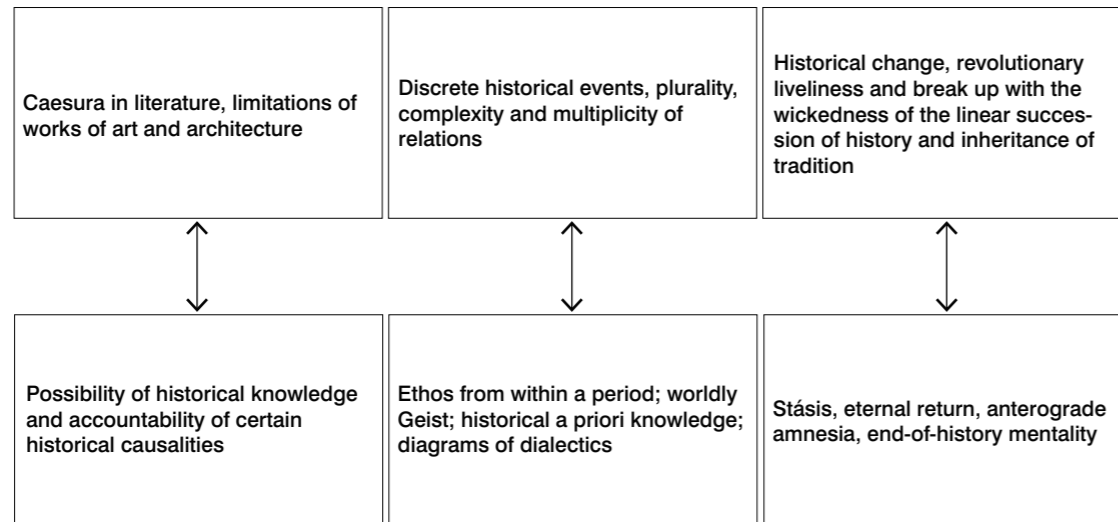 Caesura in literature, limitations of
works of art and architecture
Discrete historical events, plurality,
complexity and multiplicity of
relations
Historical change, revolutionary
liveliness and break up with the
wickedness of the linear succes-
sion of history and inheritance of
tradition
Possibility of historical knowledge
and accountability of certain
historical causalities
Ethos from within a period; worldly
Geist; historical a priori knowledge;
diagrams of dialectics
Stásis, eternal return, anterograde
amnesia, end-of-history mentality